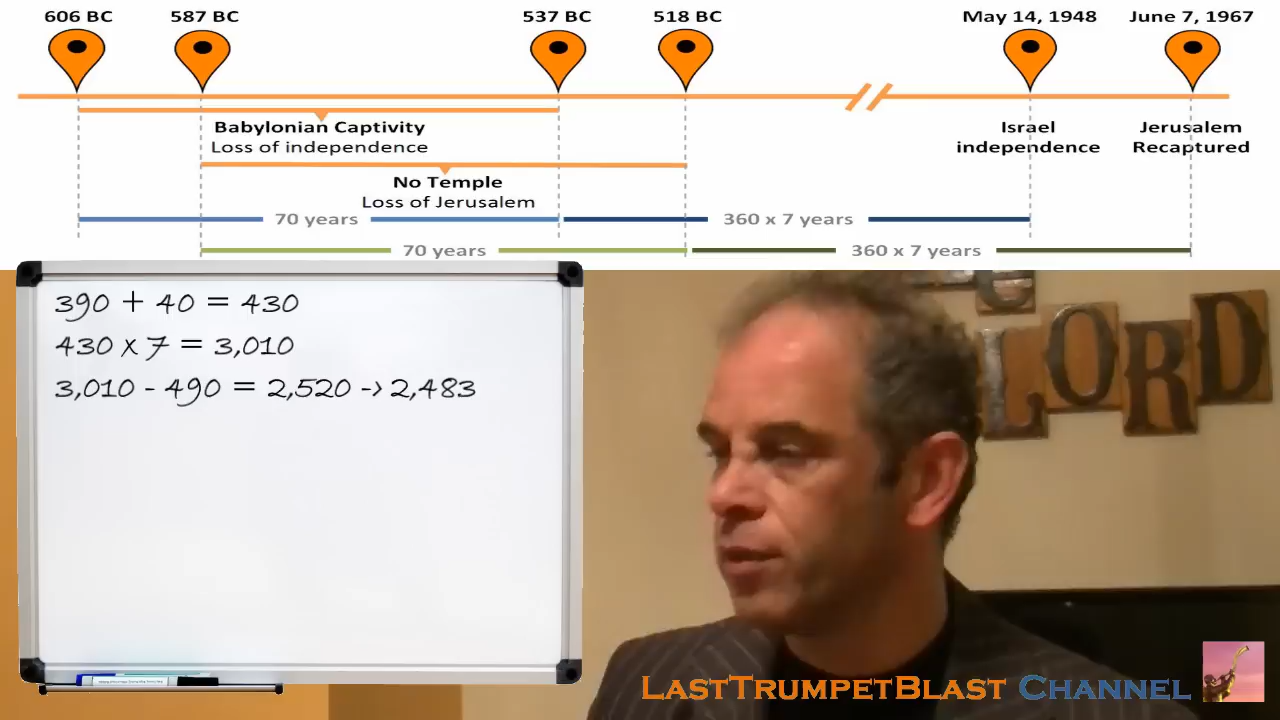 606 BC 587 BC 537 BC 518 BC May 14, 1948 June 7, 1967
Babylonian Captivity
Loss of independence
Israel
independence
Jerusalem
Recaptured
No Temple
Loss of Jerusalem
70 years 360 x 7 years
70 years 360 x 7 years
390 + 40 = 430
430 x 7 = 3,010
3,010 - 490 = 2,520 -> 2,483
LORD
LASTTRUMPETBLAST CHANNEL